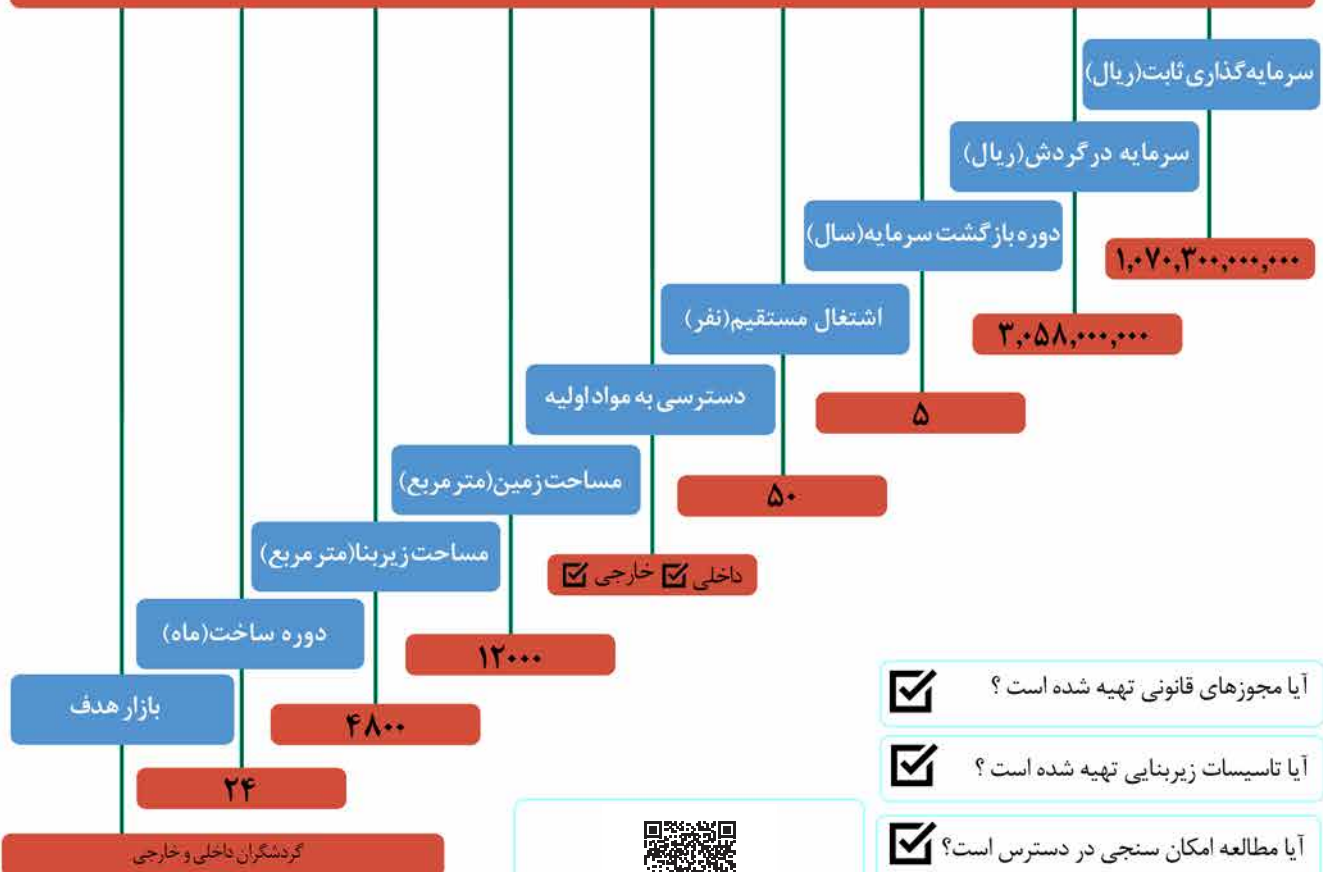 سرمایه‌گذاری ثابت(ریال)
۱,۰۷۰,۳۰۰,۰۰۰,۰۰۰
سرمایه در گردش(ریال)
۳,۰۵۸,۰۰۰,۰۰۰
دوره بازگشت سرمایه(سال)
۵
اشتغال مستقیم(نفر)
۵۰
دسترسی به مواد اولیه
داخلی ☑ خارجی ☑
مساحت زمین(متر مربع)
۱۲۰۰۰
مساحت زیربنا(متر مربع)
۴۸۰۰
دوره ساخت(ماه)
۲۴
بازار هدف
گردشگران داخلی و خارجی
آیا مجوزهای قانونی تهیه شده است ؟ ☑
آیا تاسیسات زیربنایی تهیه شده است ؟ ☑
آیا مطالعه امکان سنجی در دسترس است؟ ☑